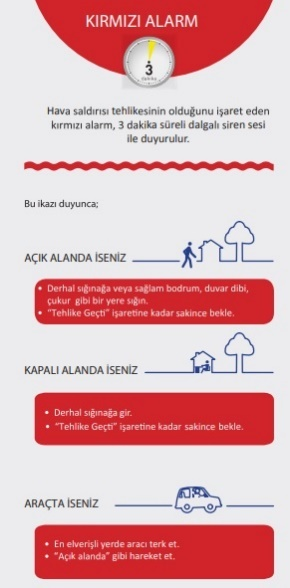 KIRMIZI ALARM
3
Hava saldırısı tehlikesinin olduğunu işaret eden
kırmızı alarm, 3 dakika süreli dalgalı siren sesi
ile duyurulur.
Bu ikazı duyunca;
AÇIK ALANDA İSENİZ
• Derhal sığınağa veya sağlam bodrum, duvar dibi,
çukur gibi bir yere sığın.
• "Tehlike Geçti" işaretine kadar sakince bekle.
KAPALI ALANDA İSENİZ
• Derhal sığınağa gir.
• "Tehlike Geçti" işaretine kadar sakince bekle.
ARAÇTA İSENİZ
• En elverişli yerde aracı terk et.
• "Açık alanda" gibi hareket et.